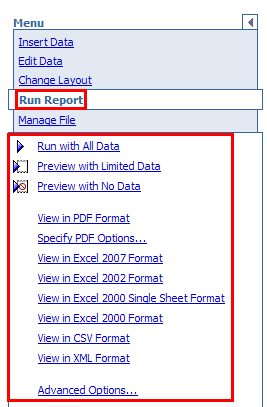 Menu
Insert Data
Edit Data
Change Layout
Run Report
Manage File
Run with All Data
Preview with Limited Data
Preview with No Data
View in PDF Format
Specify PDF Options...
View in Excel 2007 Format
View in Excel 2002 Format
View in Excel 2000 Single Sheet Format
View in Excel 2000 Format
View in CSV Format
View in XML Format
Advanced Options...